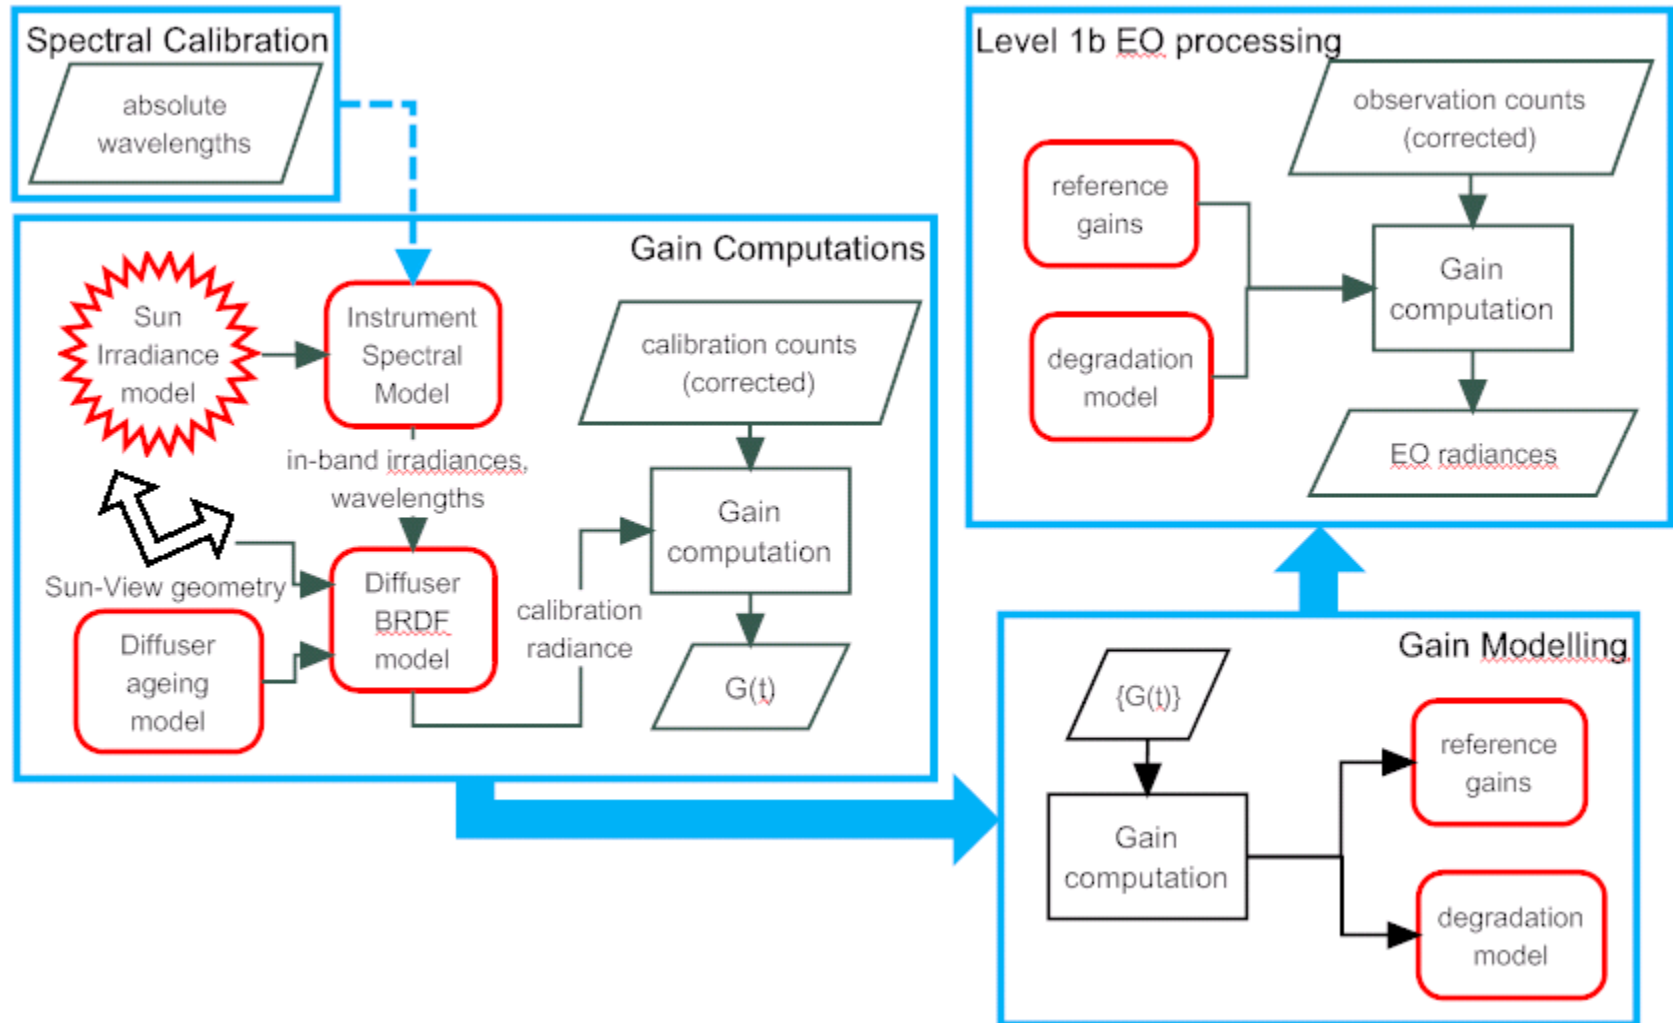 Spectral Calibration
absolute
wavelengths
Gain Computations
Sun
Irradiance
model
Instrument
Spectral
Model
calibration counts
(corrected)
in-band irradiances,
wavelengths
Gain
computation
Sun-View geometry
Diffuser
BRDF
model
calibration
radiance
Diffuser
ageing
model
G(t)
Level 1b EO processing
observation counts
(corrected)
reference
gains
Gain
computation
degradation
model
EO radiances
Gain Modelling
{G(t)}
reference
gains
Gain
computation
degradation
model